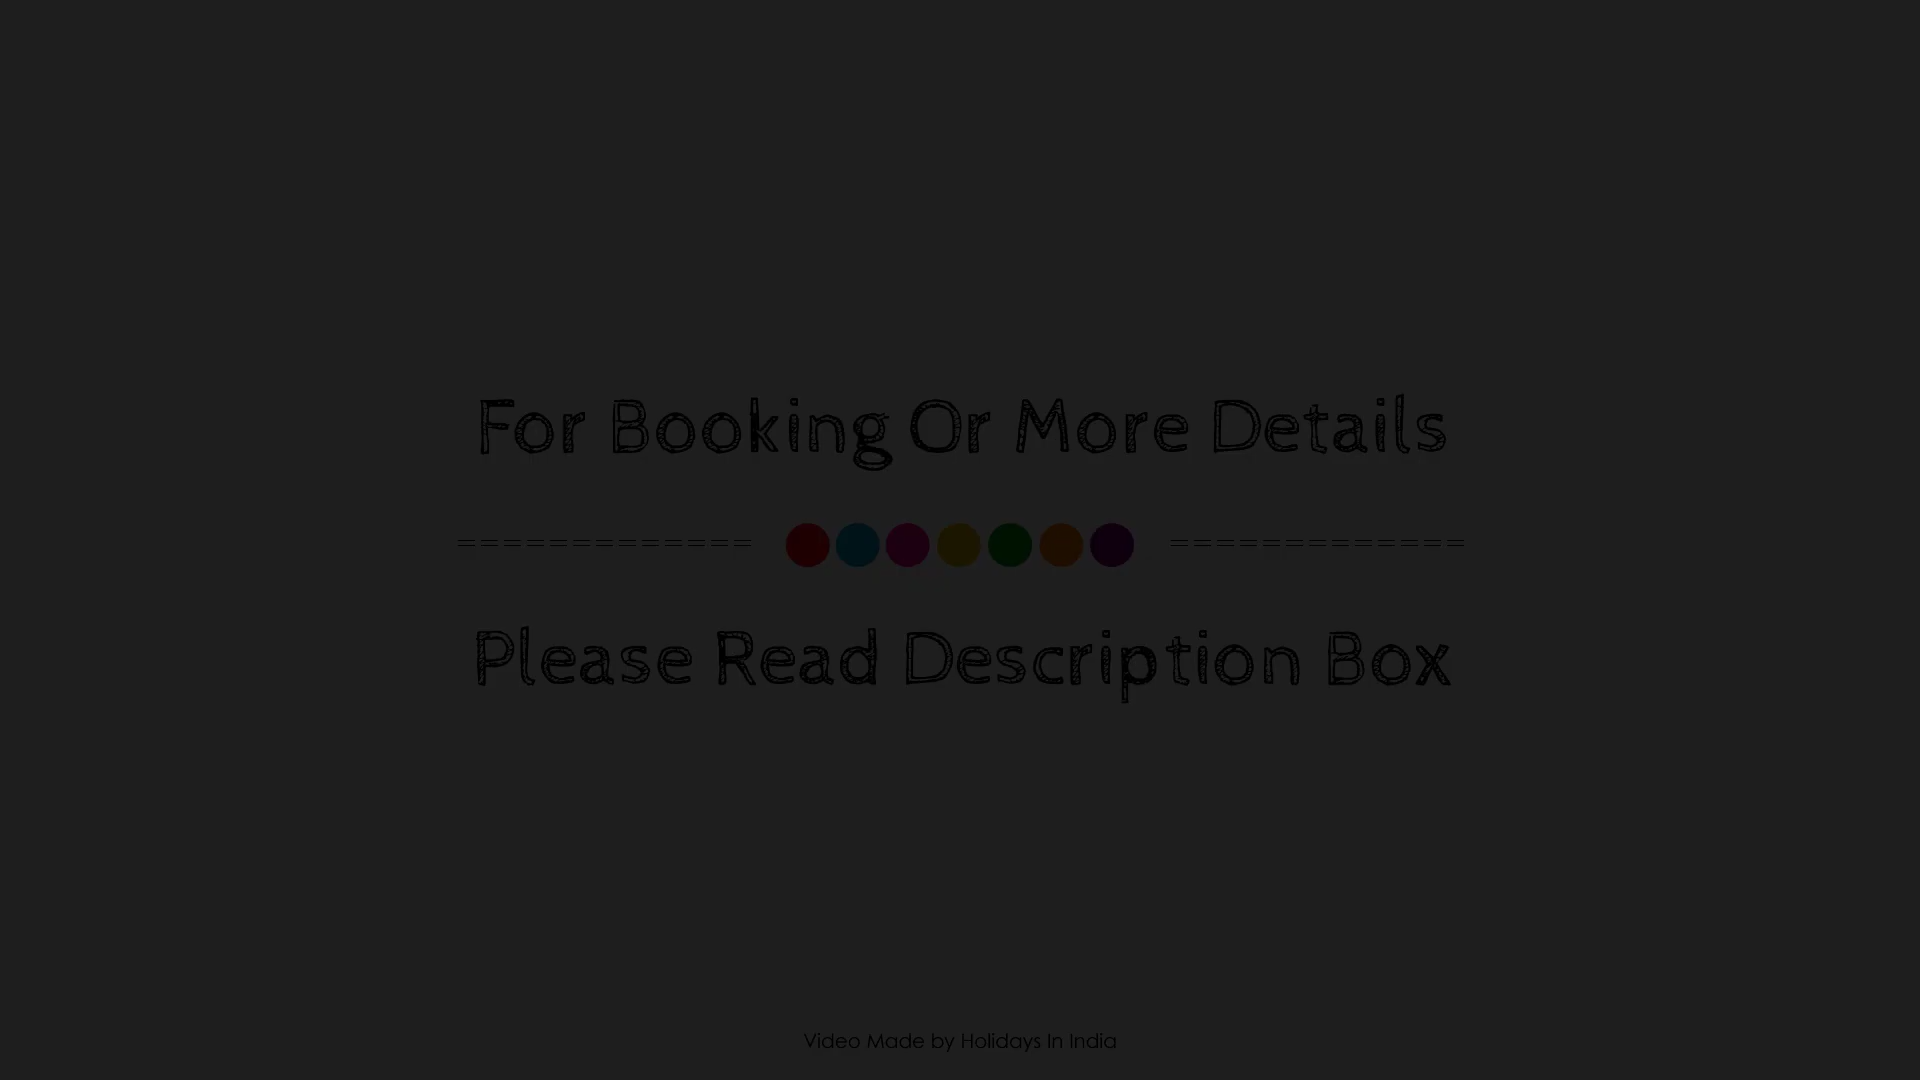 For Booking Or More Details
============= =============
Please Read Description Box
Video Made by Holidays In India